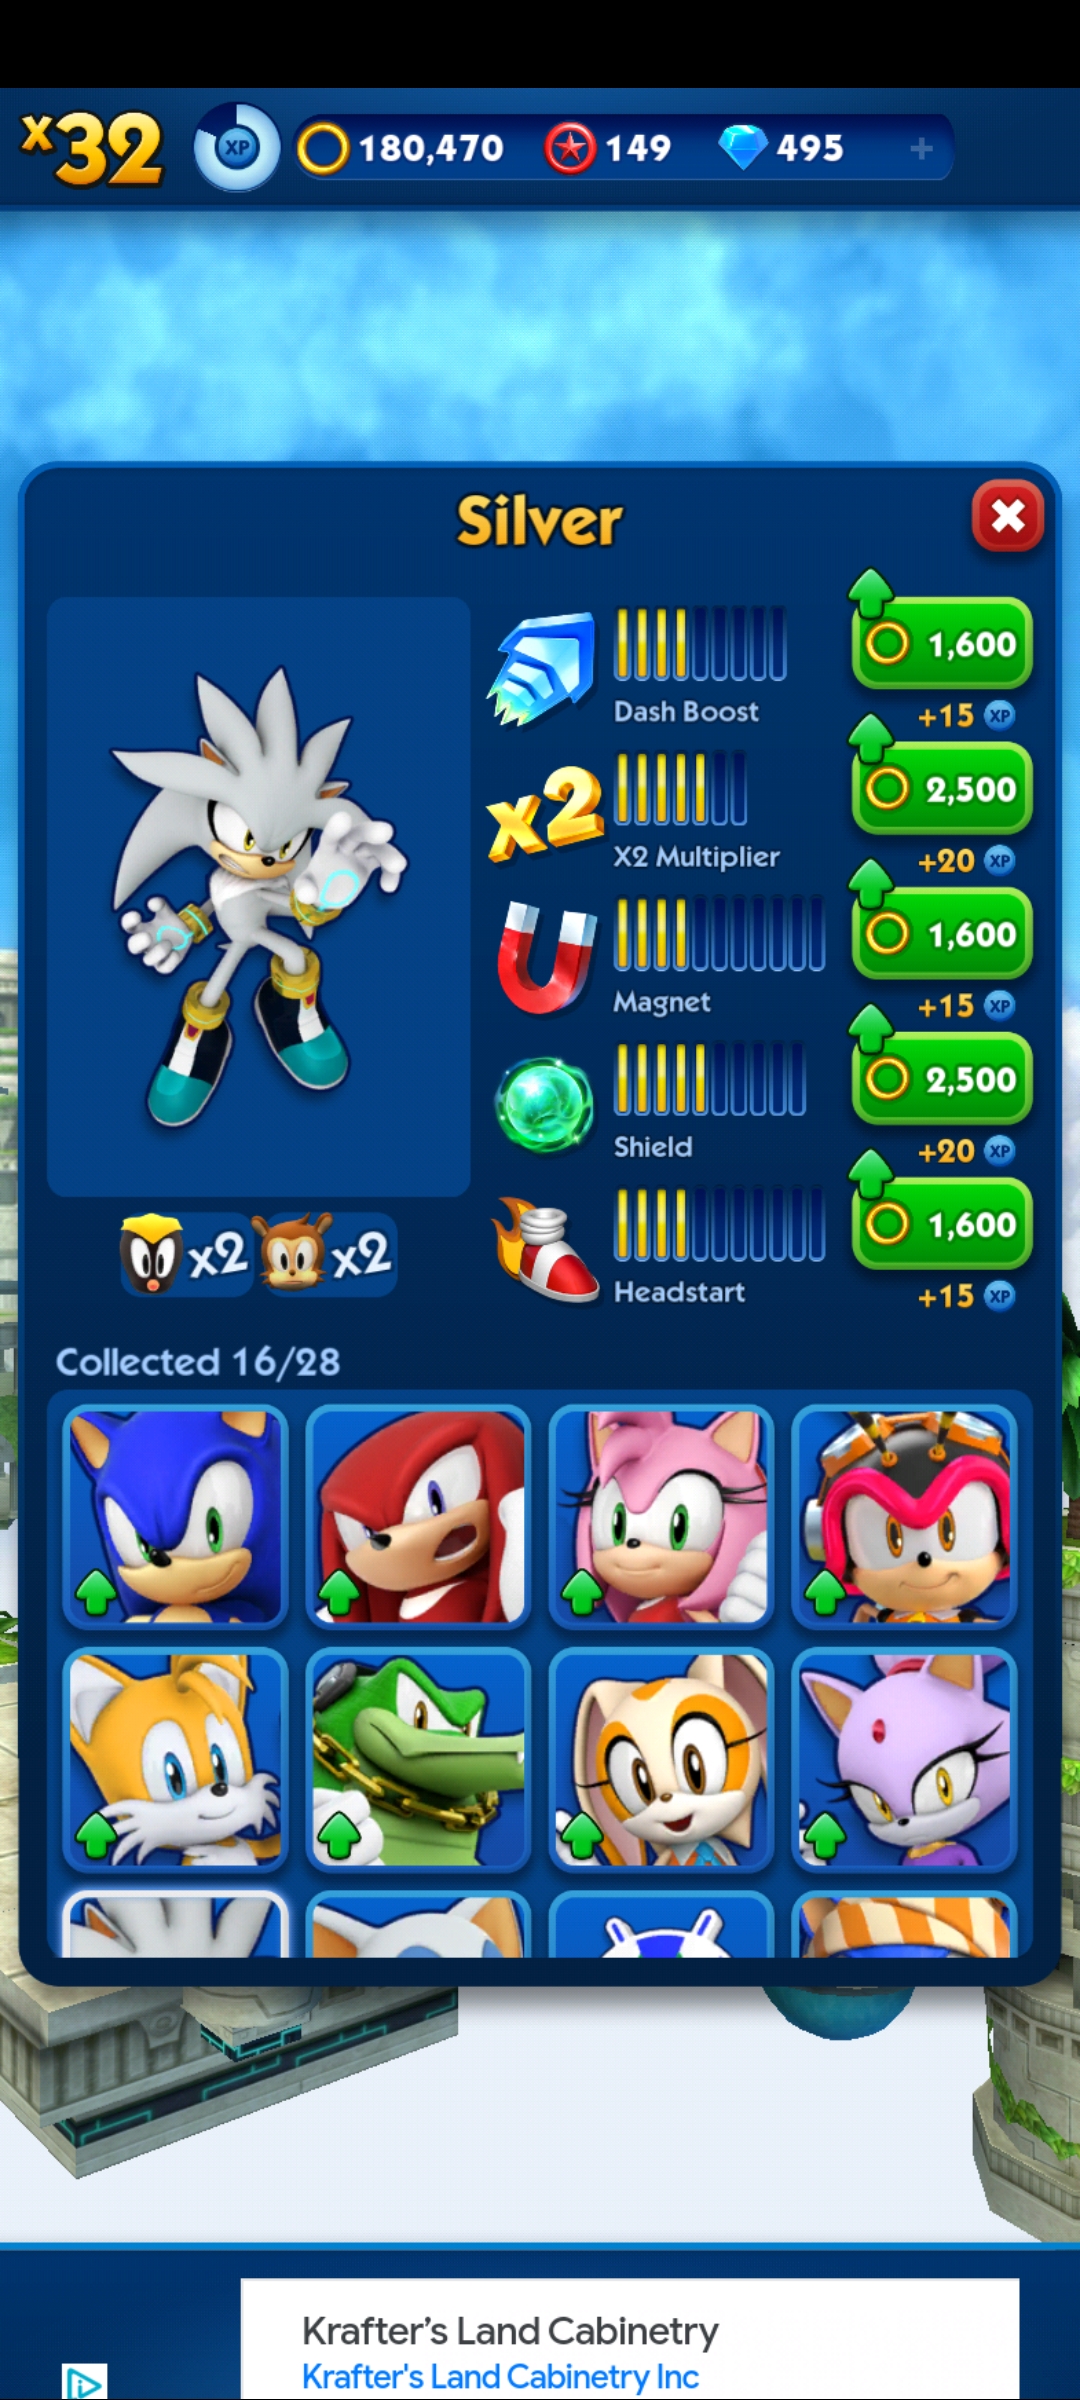 x32 XP 180,470 149 495 +
Silver
1,600
Dash Boost +15 XP
x2 2,500
X2 Multiplier +20 XP
1,600
Magnet +15 XP
2,500
Shield +20 XP
x2 x2 1,600
Headstart +15 XP
Collected 16/28
Krafter's Land Cabinetry
Krafter's Land Cabinetry Inc